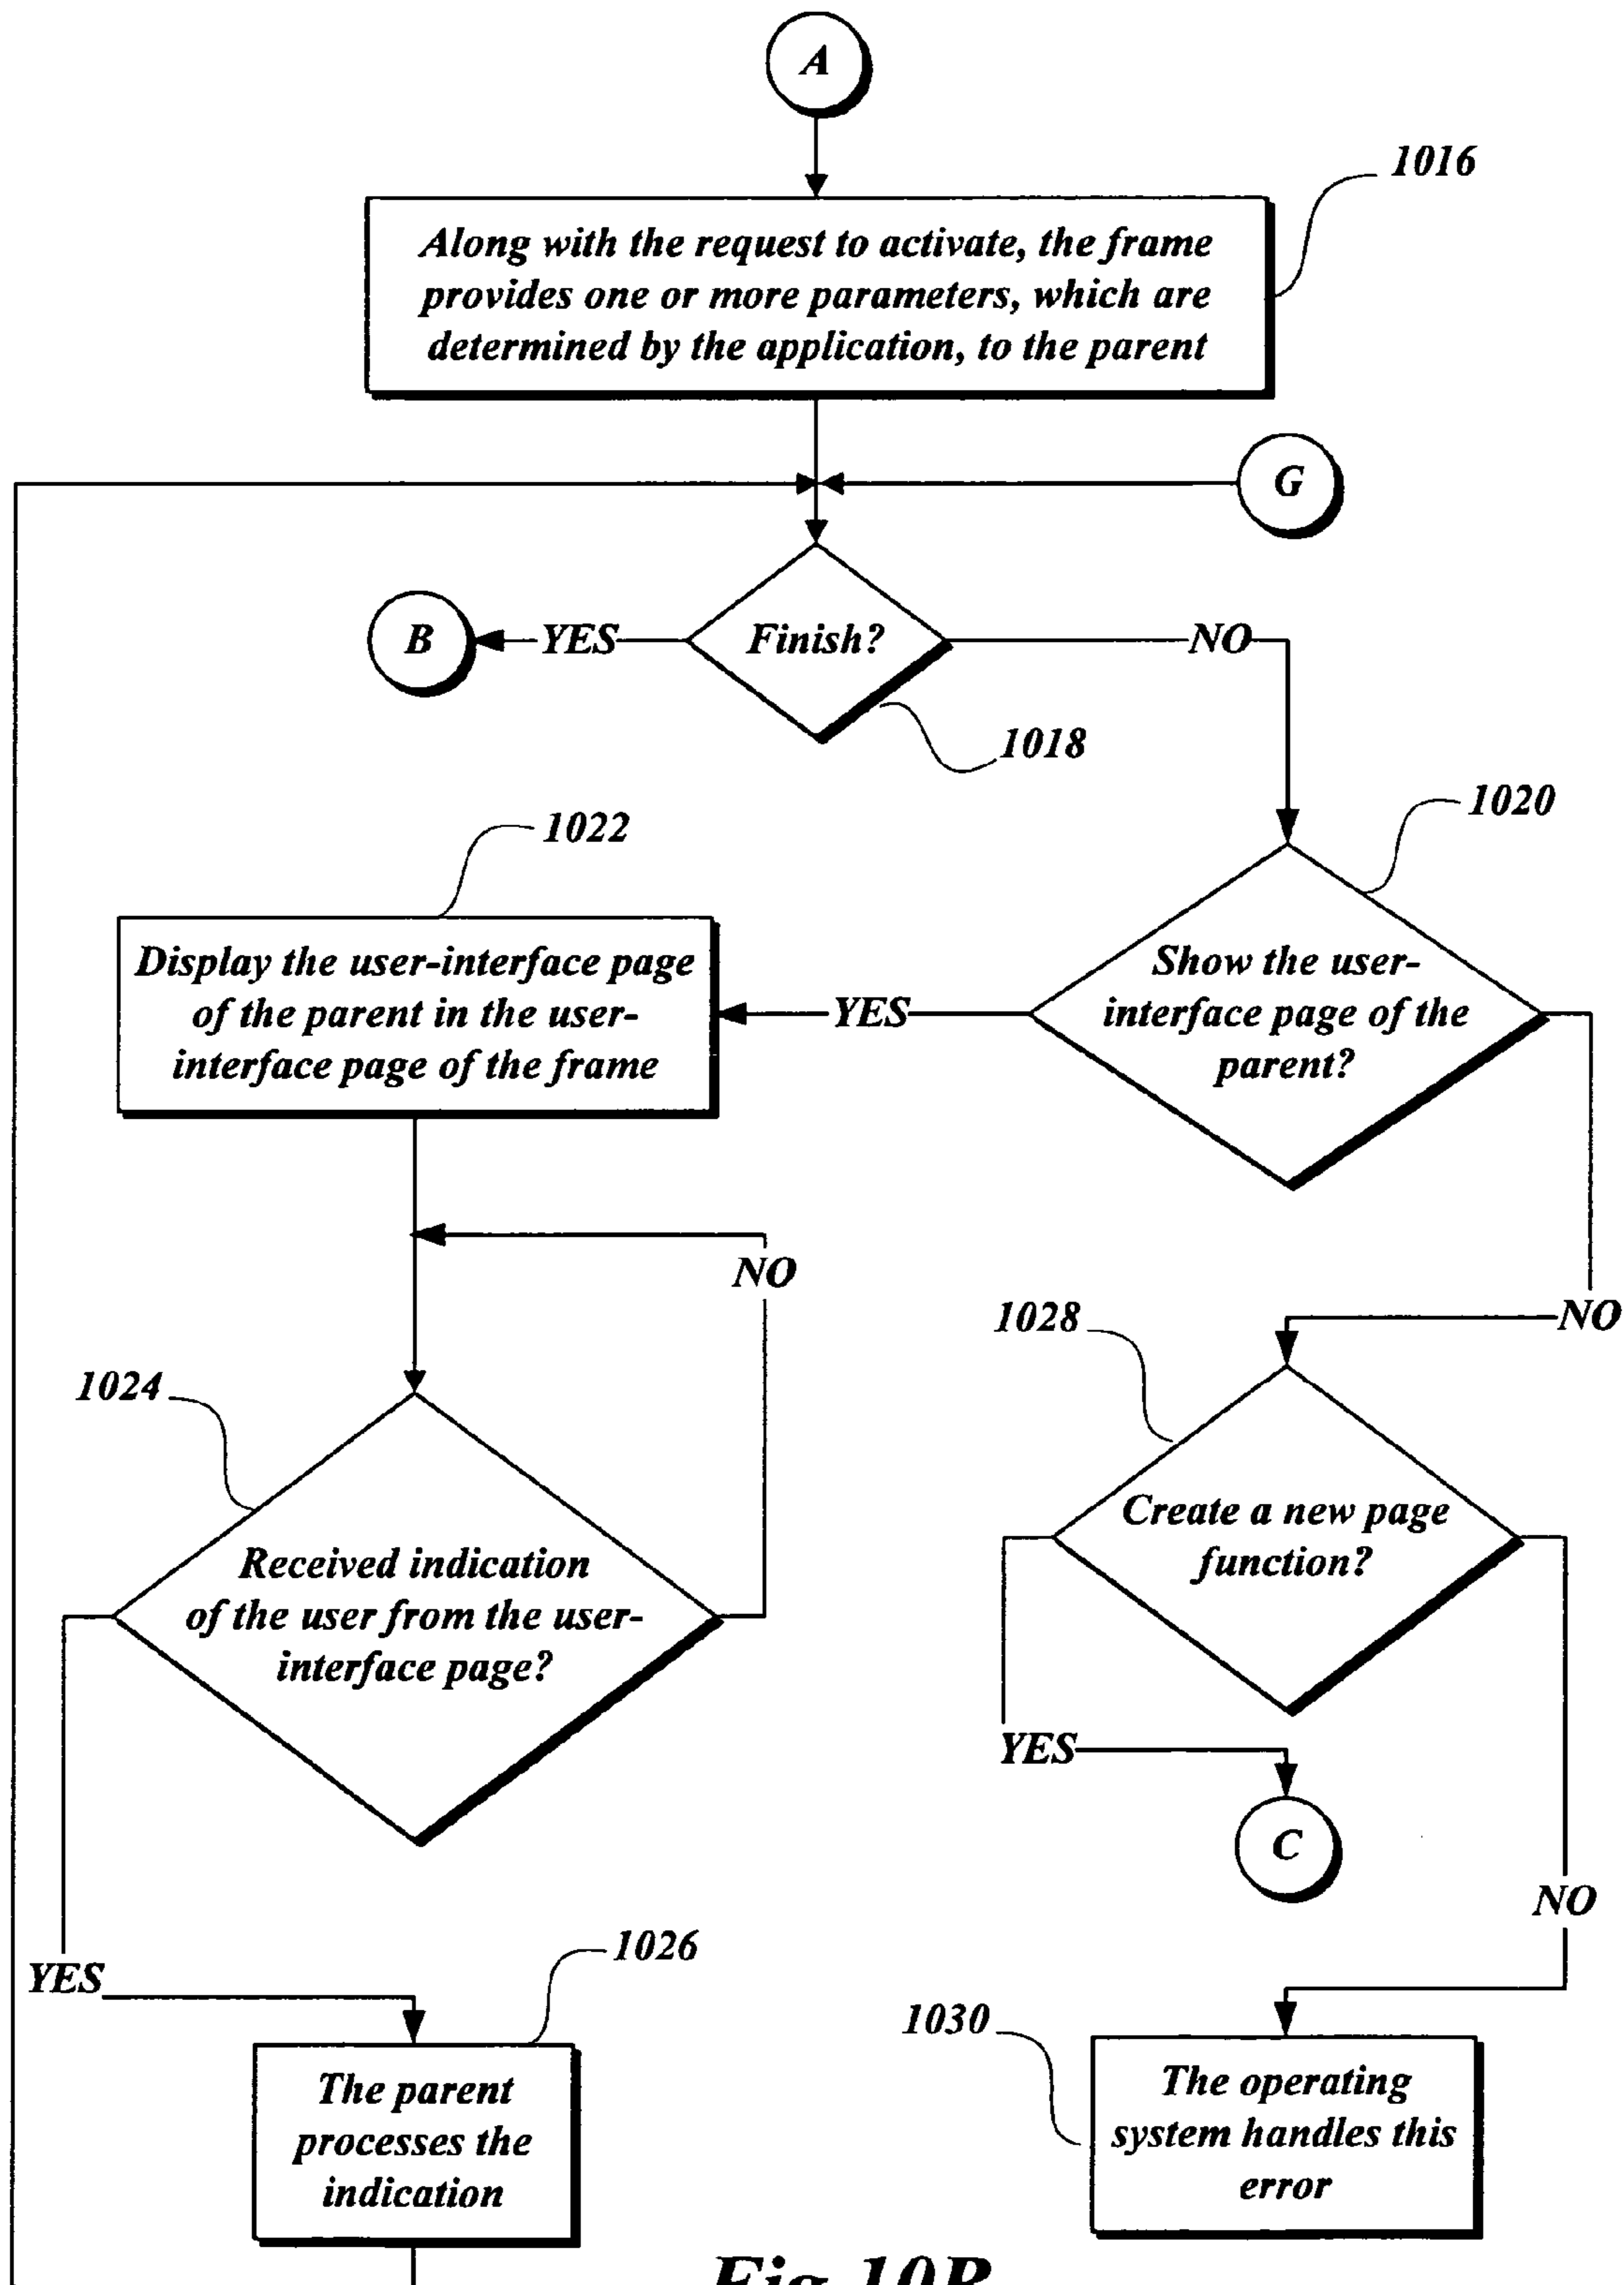 A
1016
Along with the request to activate, the frame
provides one or more parameters, which are
determined by the application, to the parent
G
B
YES
Finish?
NO
1018
1020
1022
Display the user-interface page
of the parent in the user-
interface page of the frame
YES
Show the user-
interface page of the
parent?
NO
NO
1028
1024
Received indication
of the user from the user-
interface page?
Create a new page
function?
YES
C
NO
YES
1026
The parent
processes the
indication
1030
The operating
system handles this
error